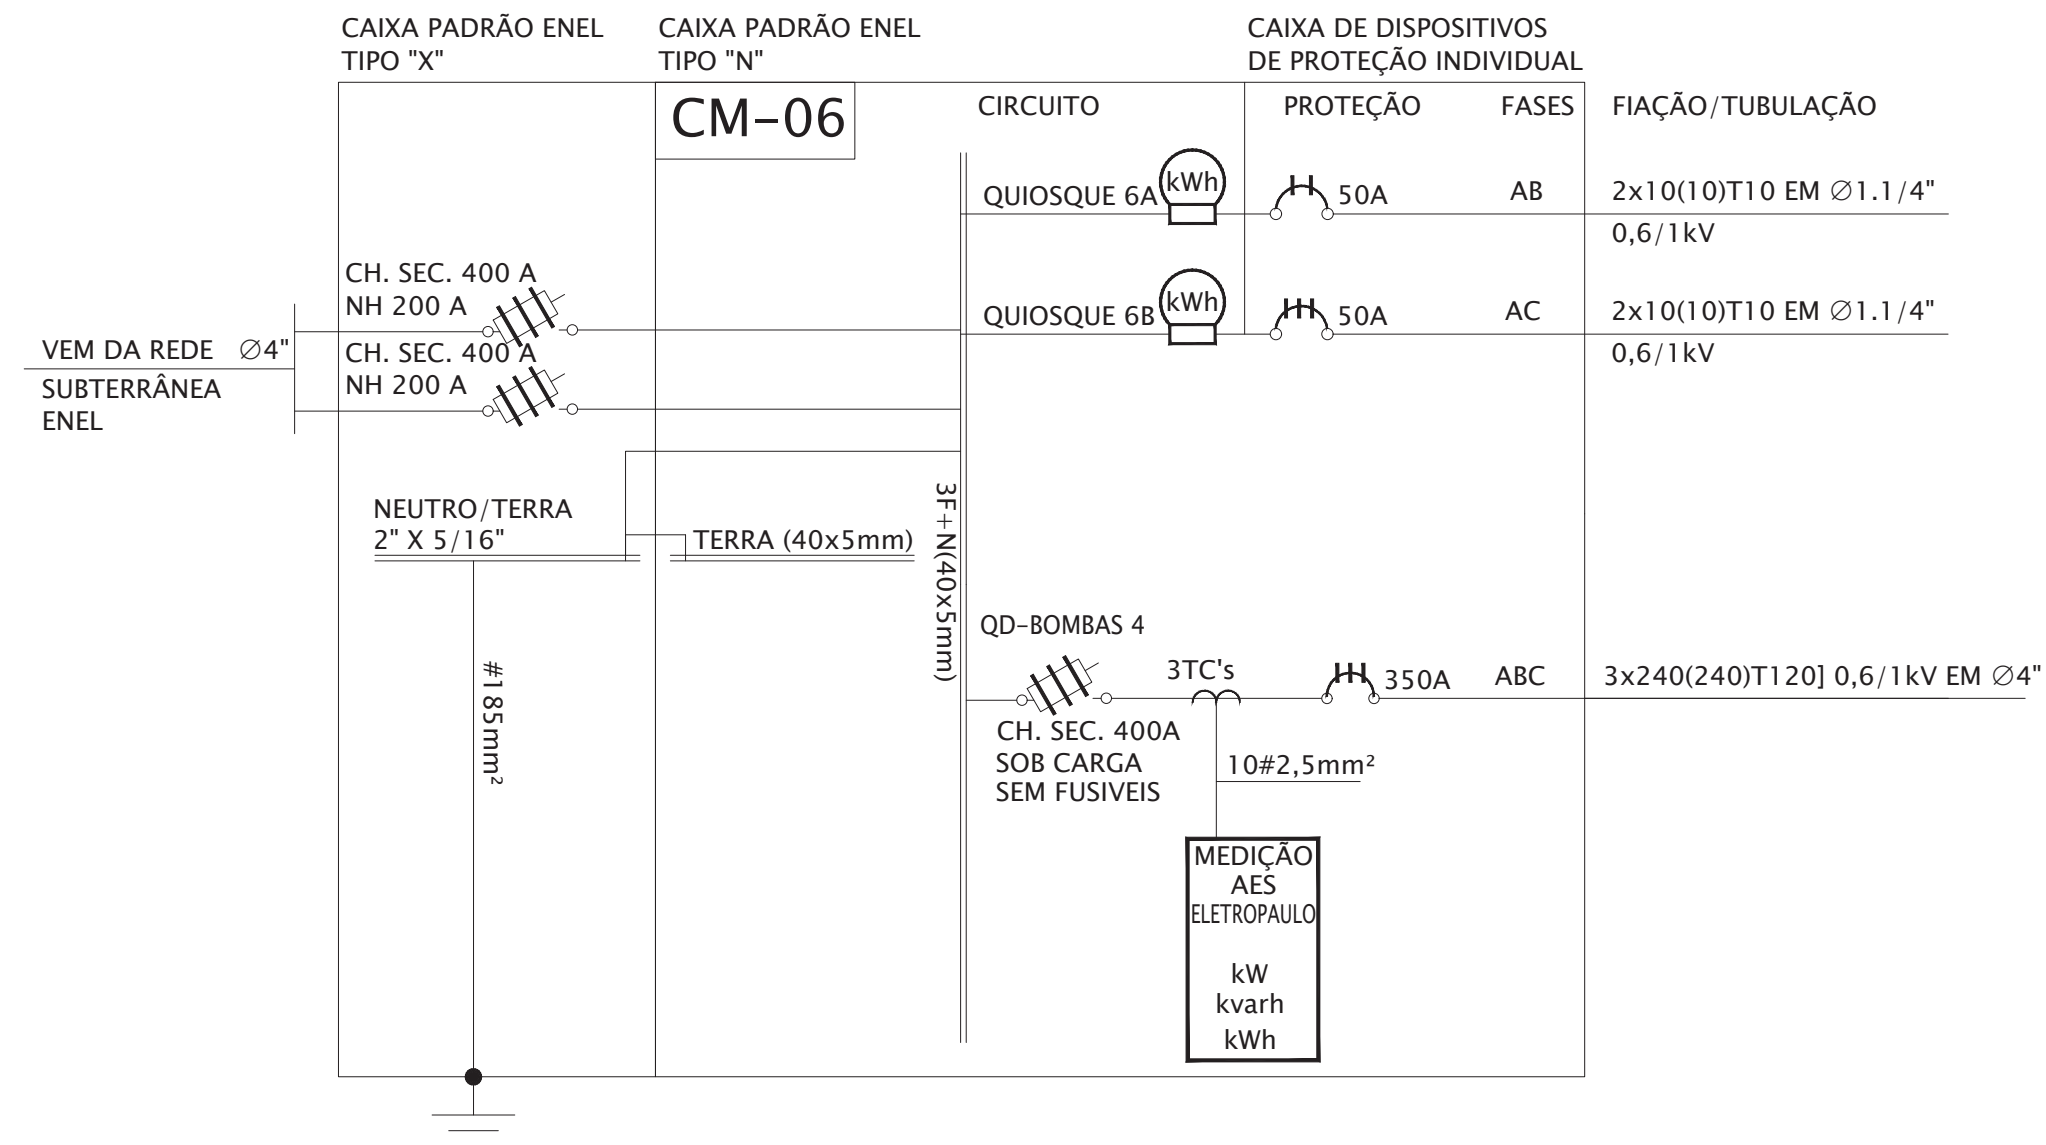 CAIXA PADRÃO ENEL
TIPO "X"
CAIXA PADRÃO ENEL
TIPO "N"
CAIXA DE DISPOSITIVOS
DE PROTEÇÃO INDIVIDUAL
CM-06
CIRCUITO
PROTEÇÃO
FASES
FIAÇÃO/TUBULAÇÃO
QUIOSQUE 6A
kWh
50A
AB
2x10(10)T10 EM ∅1.1/4"
0,6/1kV
CH. SEC. 400 A
NH 200 A
QUIOSQUE 6B
kWh
50A
AC
2x10(10)T10 EM ∅1.1/4"
0,6/1kV
VEM DA REDE ∅4"
SUBTERRÂNEA
ENEL
CH. SEC. 400 A
NH 200 A
NEUTRO/TERRA
2" X 5/16"
TERRA (40x5mm)
3F+N(40x5mm)
#185mm²
QD-BOMBAS 4
3TC's
350A
ABC
3x240(240)T120] 0,6/1kV EM ∅4"
CH. SEC. 400A
SOB CARGA
SEM FUSIVEIS
10#2,5mm²
MEDIÇÃO
AES
ELETROPAULO
kW
kvarh
kWh